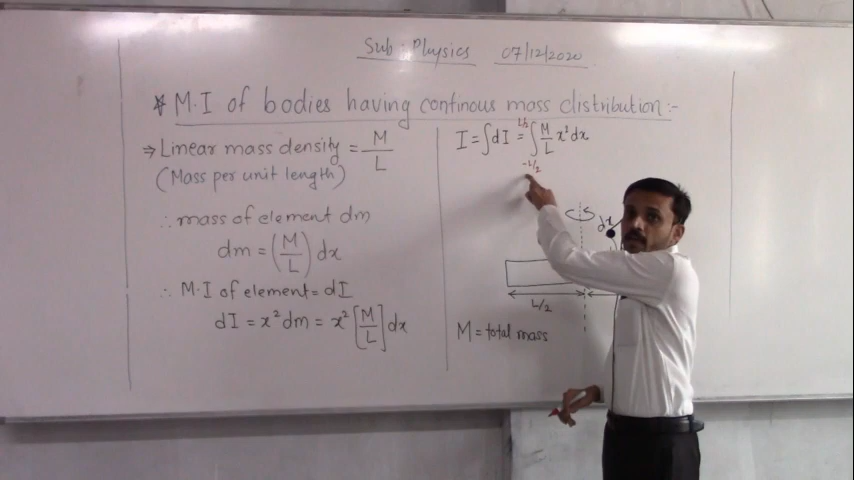 Sub : Physics 07/12/2020
* M.I of bodies having continous mass distribution :-
⇒ Linear mass density = M/L
(Mass per unit length)
∴ mass of element dm
dm = (M/L) dx
∴ M.I of element = dI
dI = x² dm = x² [M/L] dx
I = ∫dI = ∫_{-L/2}^{L/2} M/L x² dx
dx
L/2
M = total mass